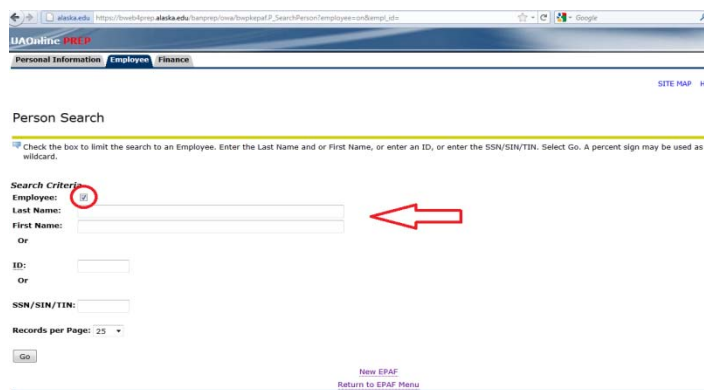 alaska.edu https://bweb4prep.alaska.edu/banprep/owa/bwpkepaf.P_SearchPerson?employee=on&empl_id=
Google
UAOnline PREP
Personal Information Employee Finance
SITE MAP H
Person Search
Check the box to limit the search to an Employee. Enter the Last Name and or First Name, or enter an ID, or enter the SSN/SIN/TIN. Select Go. A percent sign may be used as
wildcard.
Search Criteria
Employee:
Last Name:
First Name:
Or
ID:
Or
SSN/SIN/TIN:
Records per Page: 25
Go
New EPAF
Return to EPAF Menu